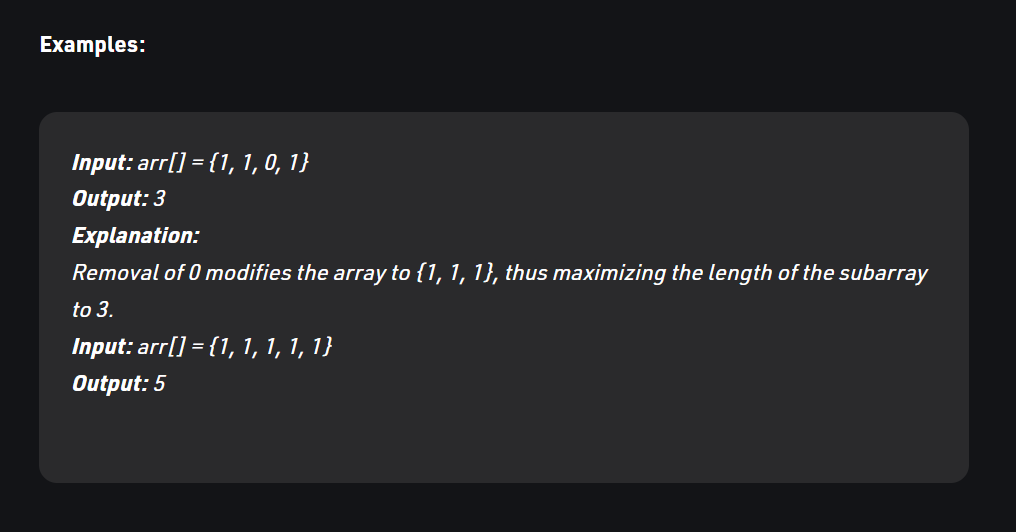 Examples:
Input: arr[] = {1, 1, 0, 1}
Output: 3
Explanation:
Removal of 0 modifies the array to {1, 1, 1}, thus maximizing the length of the subarray
to 3.
Input: arr[] = {1, 1, 1, 1, 1}
Output: 5